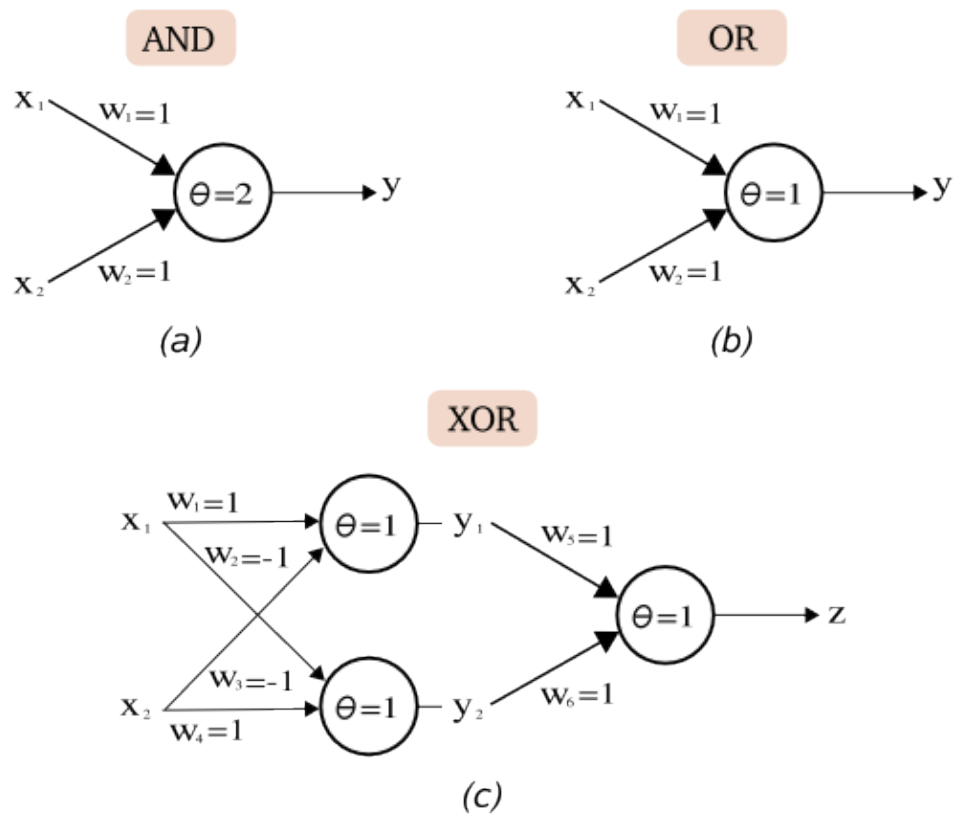 AND
x₁
w₁=1
θ=2
y
x₂
w₂=1
(a)
OR
x₁
w₁=1
θ=1
y
x₂
w₂=1
(b)
XOR
x₁
w₁=1
w₂=-1
θ=1
y₁
w₅=1
θ=1
z
x₂
w₃=-1
w₄=1
θ=1
y₂
w₆=1
(c)